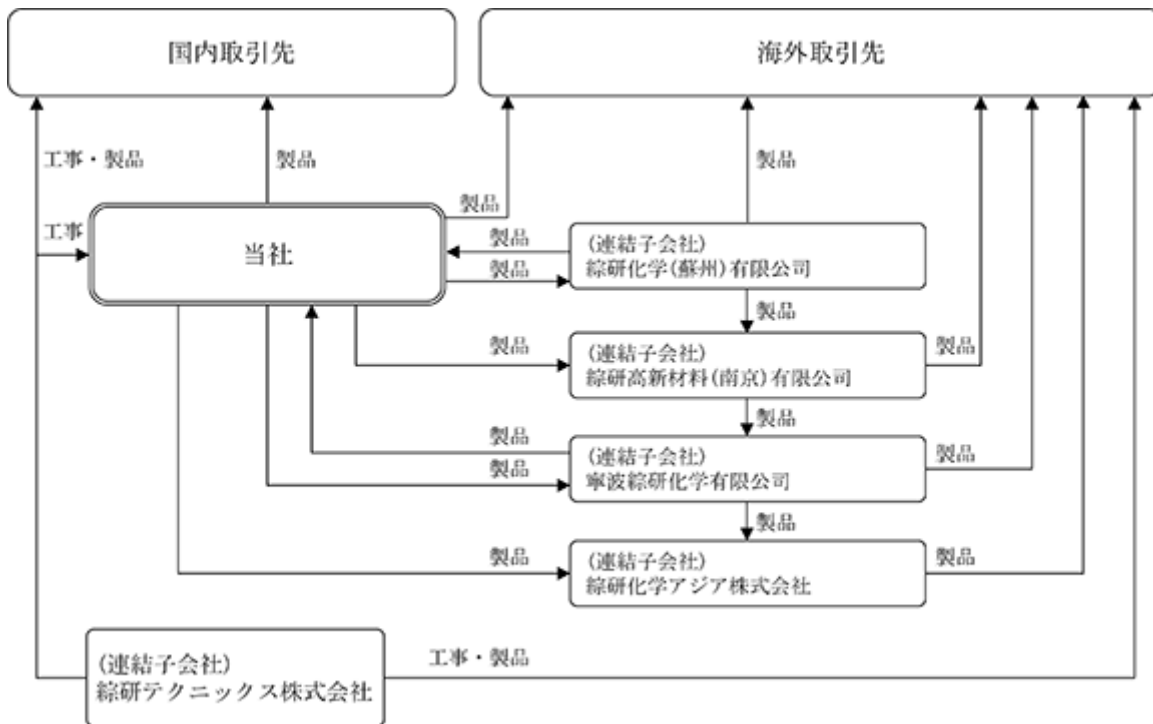 国内取引先
海外取引先
工事・製品
製品
製品
製品
工事
当社
製品
製品
(連結子会社)
綜研化学(蘇州)有限公司
製品
製品
(連結子会社)
綜研高新材料(南京)有限公司
製品
製品
製品
製品
(連結子会社)
寧波綜研化学有限公司
製品
製品
製品
(連結子会社)
綜研化学アジア株式会社
製品
(連結子会社)
綜研テクニックス株式会社
工事・製品